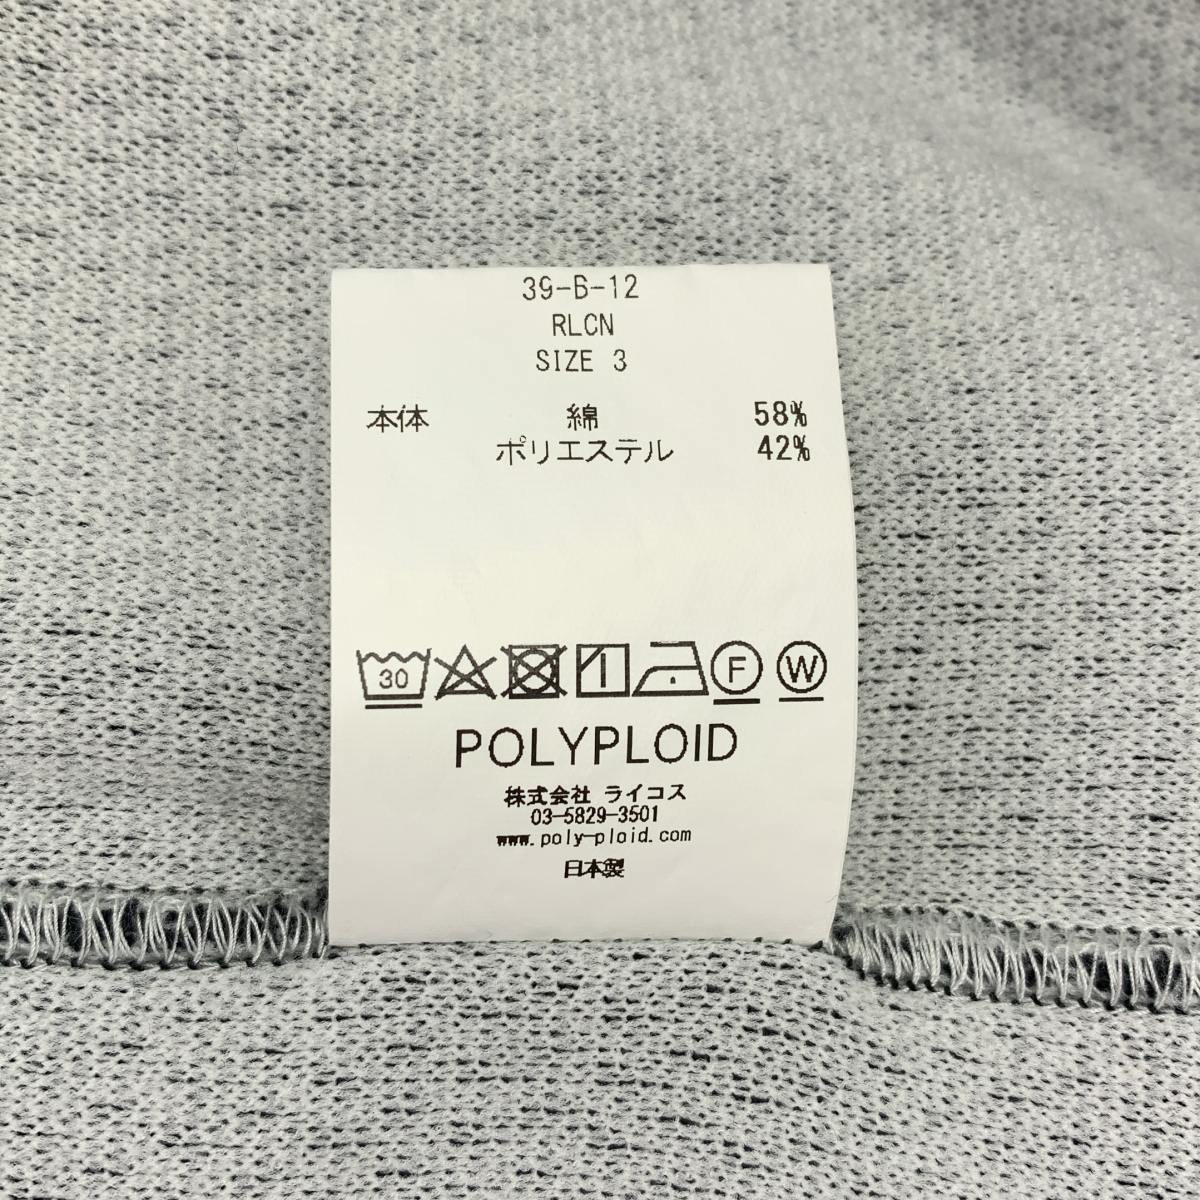 39-B-12
RLCN
SIZE 3
本体 綿 58%
ポリエステル 42%
30 F W
POLYPLOID
株式会社 ライコス
03-5829-3501
www.poly-ploid.com
日本製